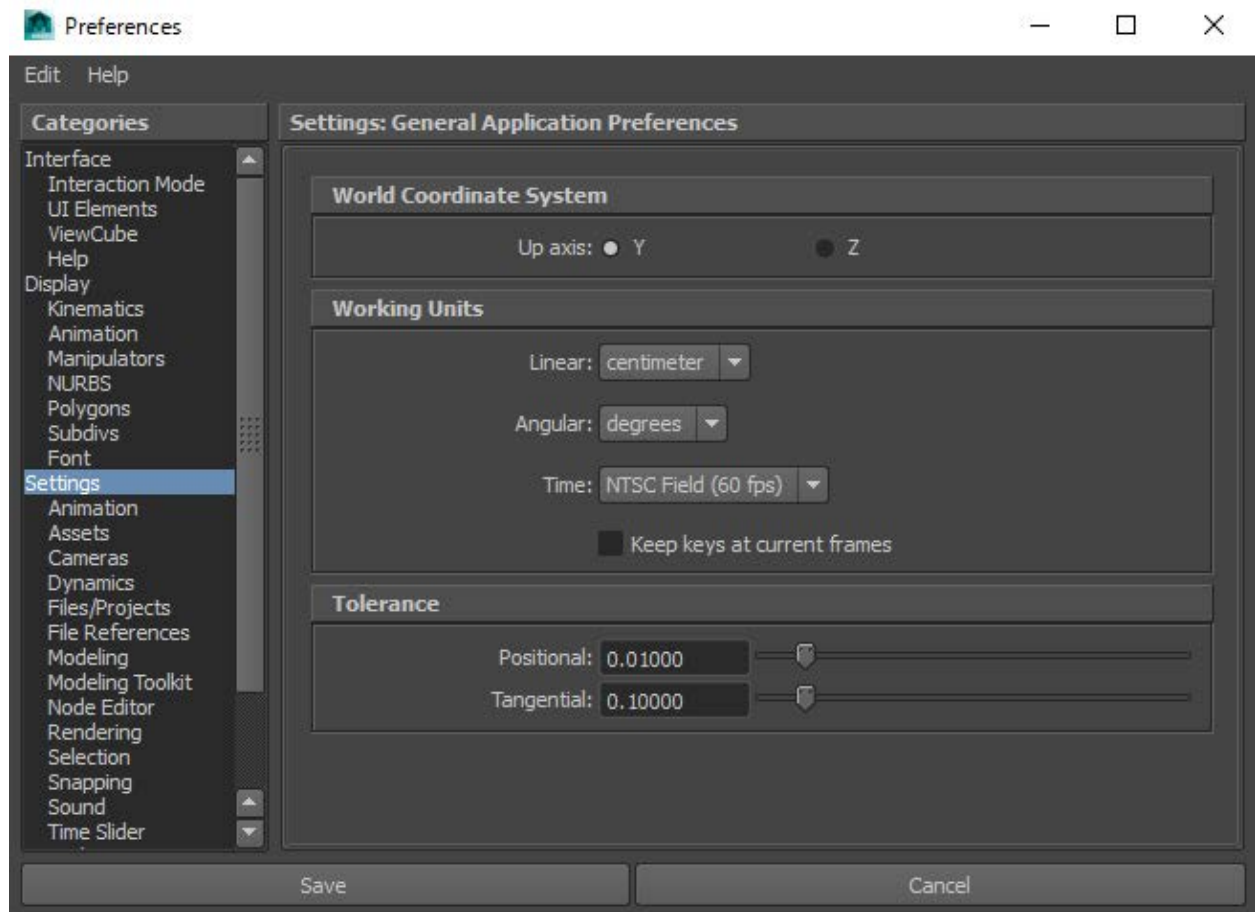 Preferences
Edit Help
Categories
Interface
Interaction Mode
UI Elements
ViewCube
Help
Display
Kinematics
Animation
Manipulators
NURBS
Polygons
Subdivs
Font
Settings
Animation
Assets
Cameras
Dynamics
Files/Projects
File References
Modeling
Modeling Toolkit
Node Editor
Rendering
Selection
Snapping
Sound
Time Slider
Settings: General Application Preferences
World Coordinate System
Up axis: Y Z
Working Units
Linear: centimeter
Angular: degrees
Time: NTSC Field (60 fps)
Keep keys at current frames
Tolerance
Positional: 0.01000
Tangential: 0.10000
Save Cancel